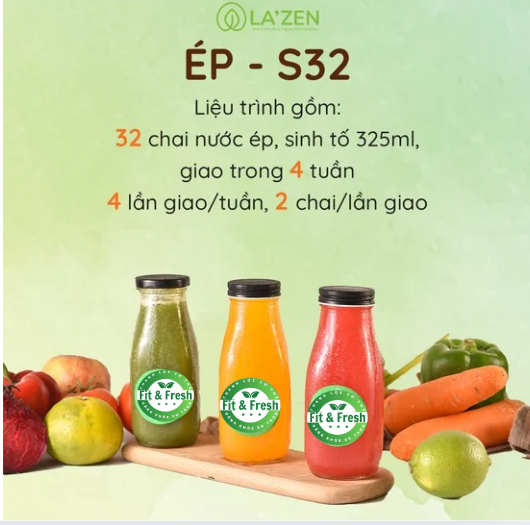 LA'ZEN
ÉP - S32
Liệu trình gồm:
32 chai nước ép, sinh tố 325ml,
giao trong 4 tuần
4 lần giao/tuần, 2 chai/lần giao
Fit & Fresh
Fit & Fresh
Fit & Fresh